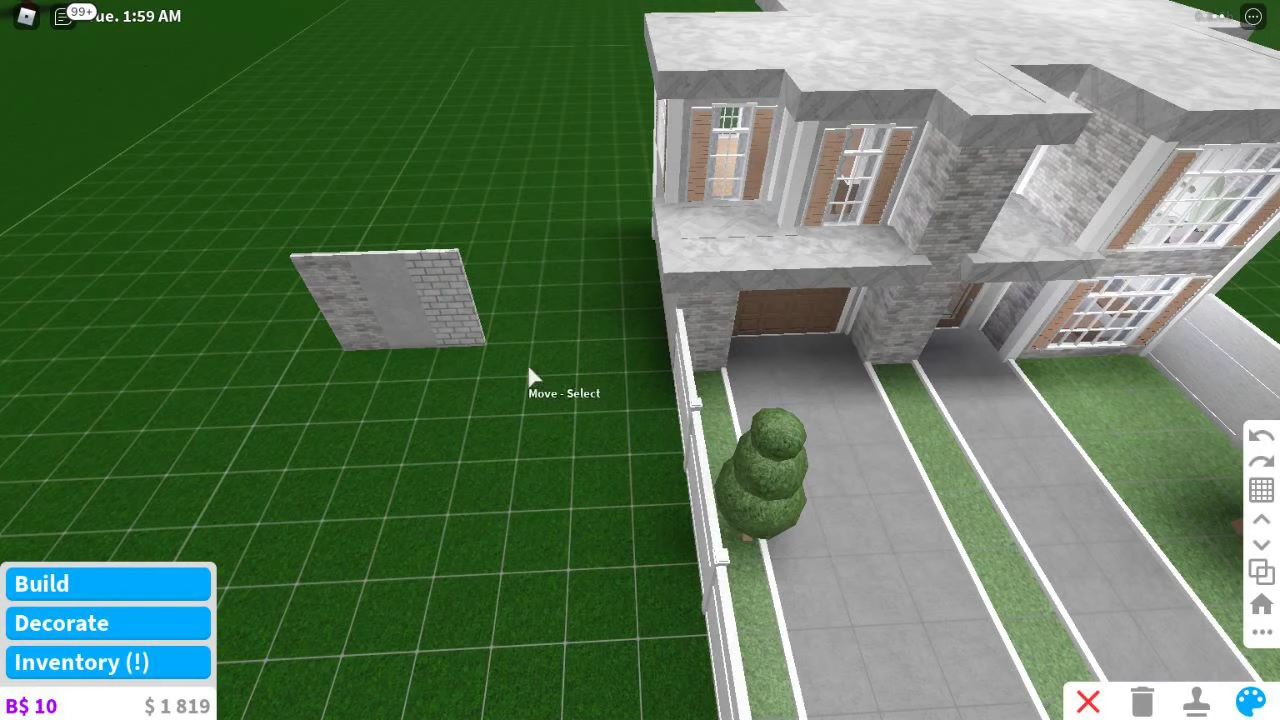 99+
ue. 1:59 AM
Move - Select
Build
Decorate
Inventory (!)
B$ 10
$ 1 819